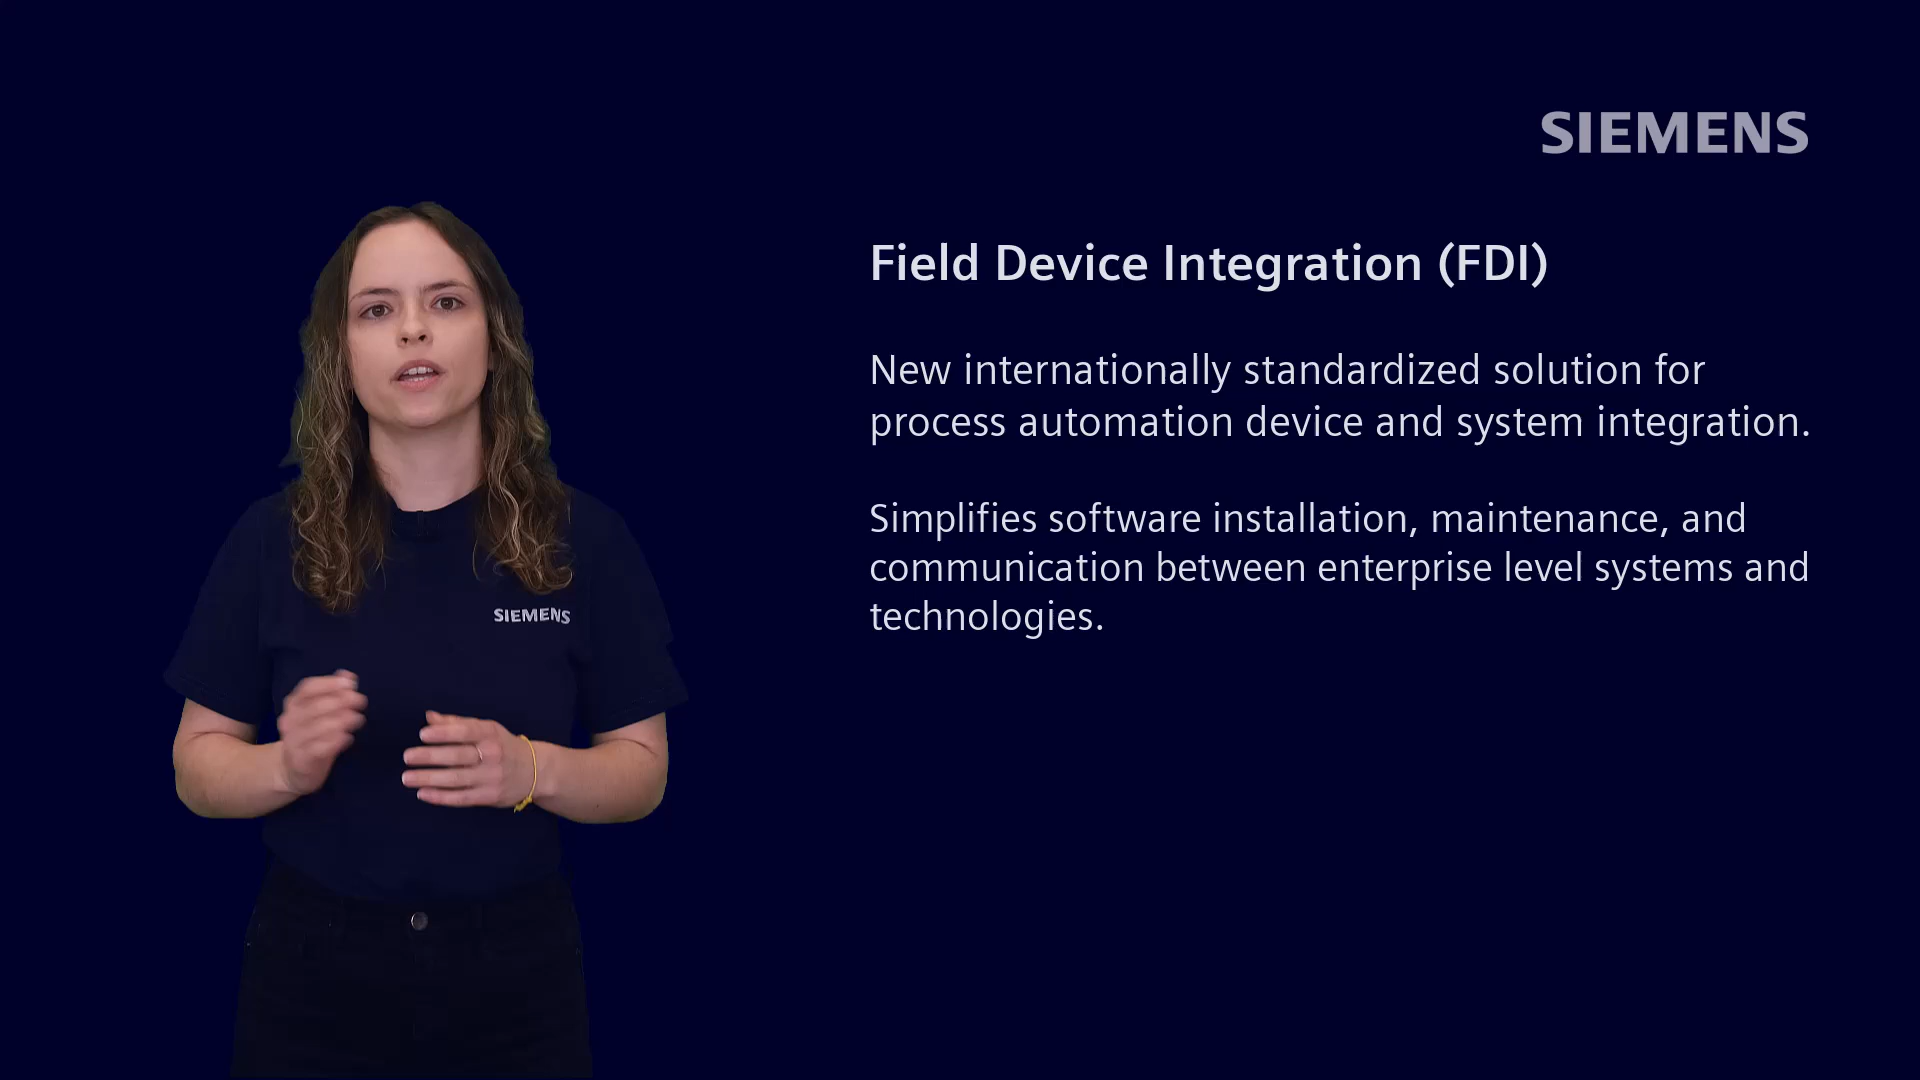 SIEMENS
Field Device Integration (FDI)
New internationally standardized solution for
process automation device and system integration.
Simplifies software installation, maintenance, and
communication between enterprise level systems and
technologies.
SIEMENS